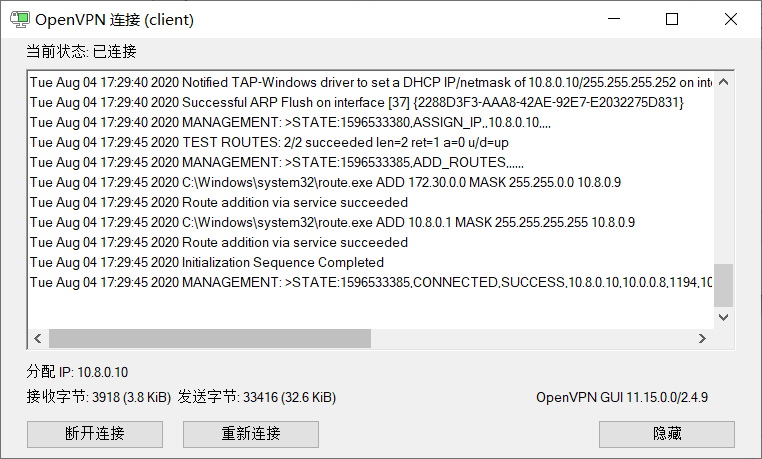 OpenVPN 连接 (client)
当前状态: 已连接
Tue Aug 04 17:29:40 2020 Notified TAP-Windows driver to set a DHCP IP/netmask of 10.8.0.10/255.255.255.252 on inte
Tue Aug 04 17:29:40 2020 Successful ARP Flush on interface [37] {2288D3F3-AAA8-42AE-92E7-E2032275D831}
Tue Aug 04 17:29:40 2020 MANAGEMENT: >STATE:1596533380,ASSIGN_IP,,10.8.0.10,,,,
Tue Aug 04 17:29:45 2020 TEST ROUTES: 2/2 succeeded len=2 ret=1 a=0 u/d=up
Tue Aug 04 17:29:45 2020 MANAGEMENT: >STATE:1596533385,ADD_ROUTES,,,,,,
Tue Aug 04 17:29:45 2020 C:\Windows\system32\route.exe ADD 172.30.0.0 MASK 255.255.0.0 10.8.0.9
Tue Aug 04 17:29:45 2020 Route addition via service succeeded
Tue Aug 04 17:29:45 2020 C:\Windows\system32\route.exe ADD 10.8.0.1 MASK 255.255.255.255 10.8.0.9
Tue Aug 04 17:29:45 2020 Route addition via service succeeded
Tue Aug 04 17:29:45 2020 Initialization Sequence Completed
Tue Aug 04 17:29:45 2020 MANAGEMENT: >STATE:1596533385,CONNECTED,SUCCESS,10.8.0.10,10.0.0.8,1194,10
分配 IP: 10.8.0.10
接收字节: 3918 (3.8 KiB) 发送字节: 33416 (32.6 KiB) OpenVPN GUI 11.15.0.0/2.4.9
断开连接 重新连接 隐藏